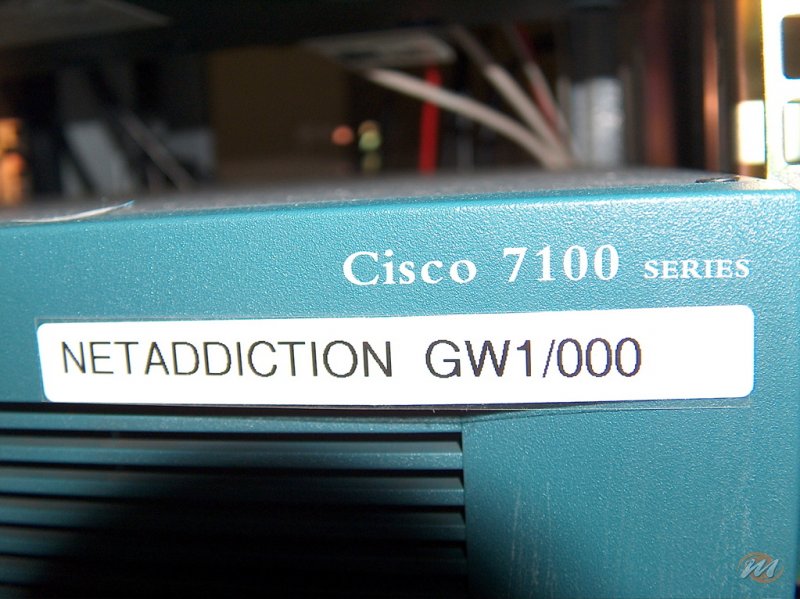 Cisco 7100 SERIES
NETADDICTION GW1/000